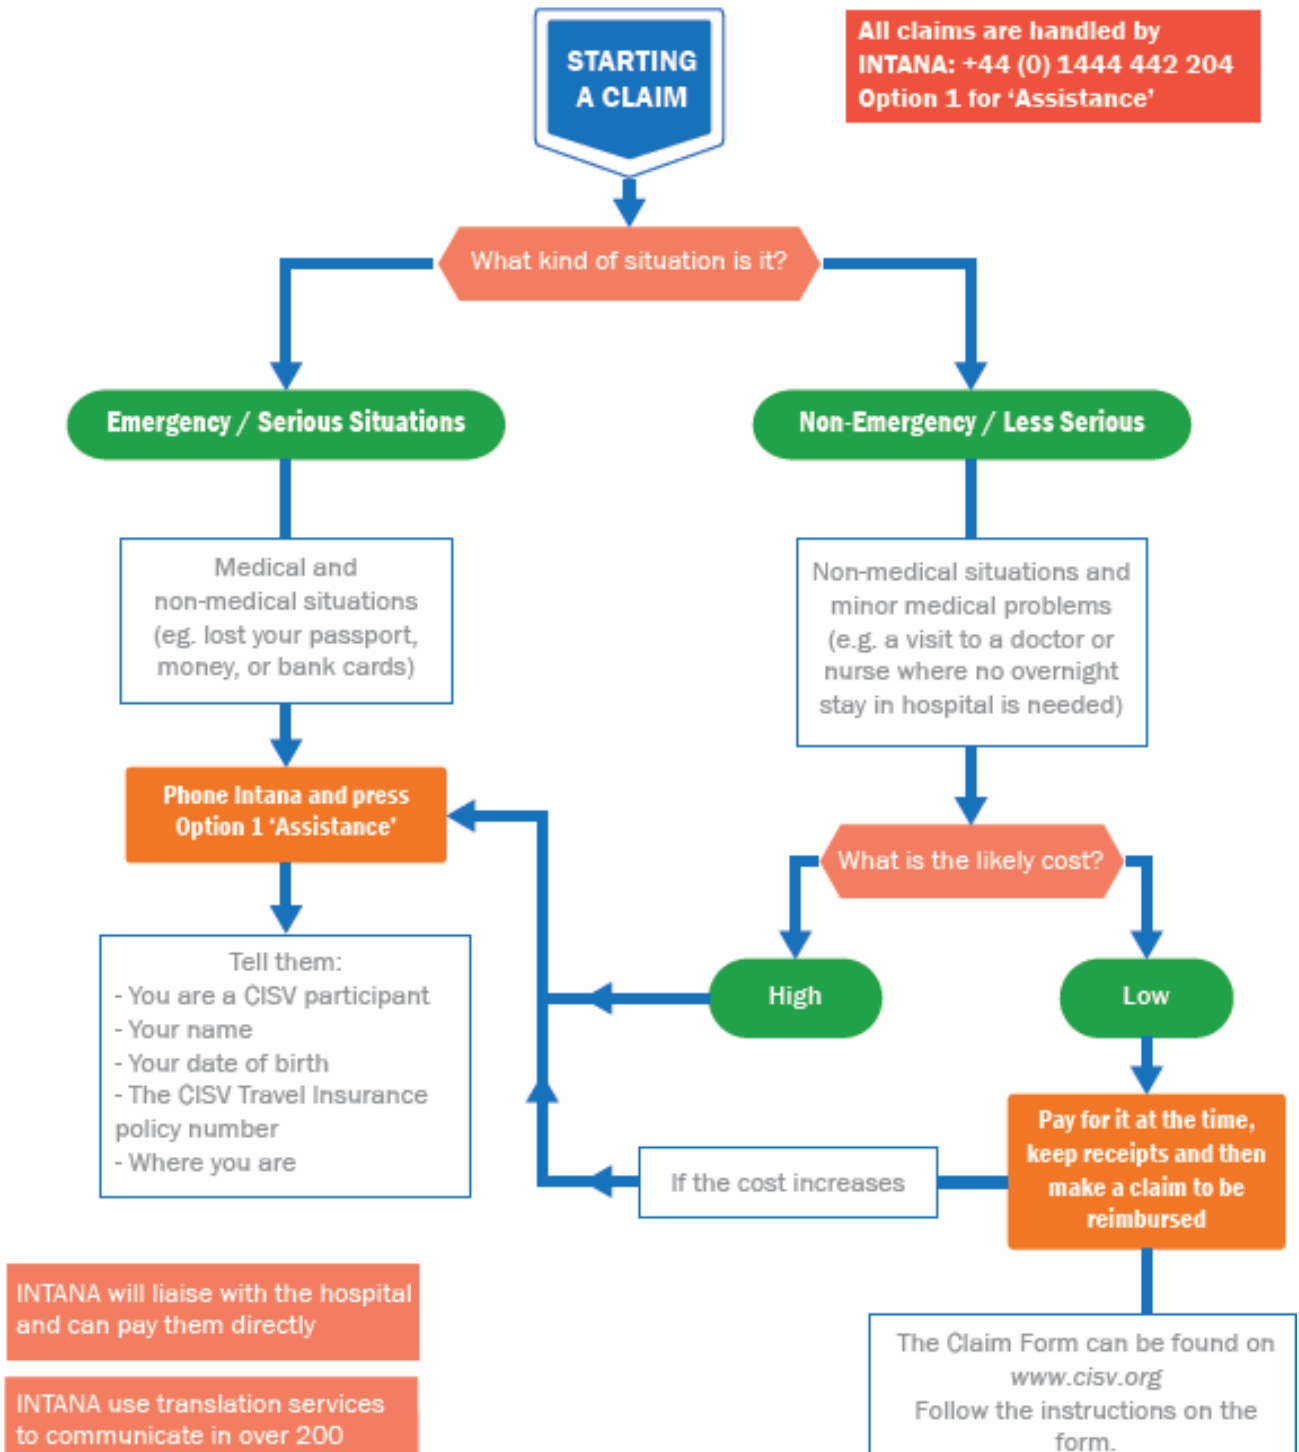 STARTING
A CLAIM
All claims are handled by
INTANA: +44 (0) 1444 442 204
Option 1 for ‘Assistance’
What kind of situation is it?
Emergency / Serious Situations
Non-Emergency / Less Serious
Medical and
non-medical situations
(eg. lost your passport,
money, or bank cards)
Non-medical situations and
minor medical problems
(e.g. a visit to a doctor or
nurse where no overnight
stay in hospital is needed)
Phone Intana and press
Option 1 ‘Assistance’
What is the likely cost?
Tell them:
- You are a CISV participant
- Your name
- Your date of birth
- The CISV Travel Insurance
policy number
- Where you are
High
Low
Pay for it at the time,
keep receipts and then
make a claim to be
reimbursed
If the cost increases
INTANA will liaise with the hospital
and can pay them directly
The Claim Form can be found on
www.cisv.org
Follow the instructions on the
form.
INTANA use translation services
to communicate in over 200